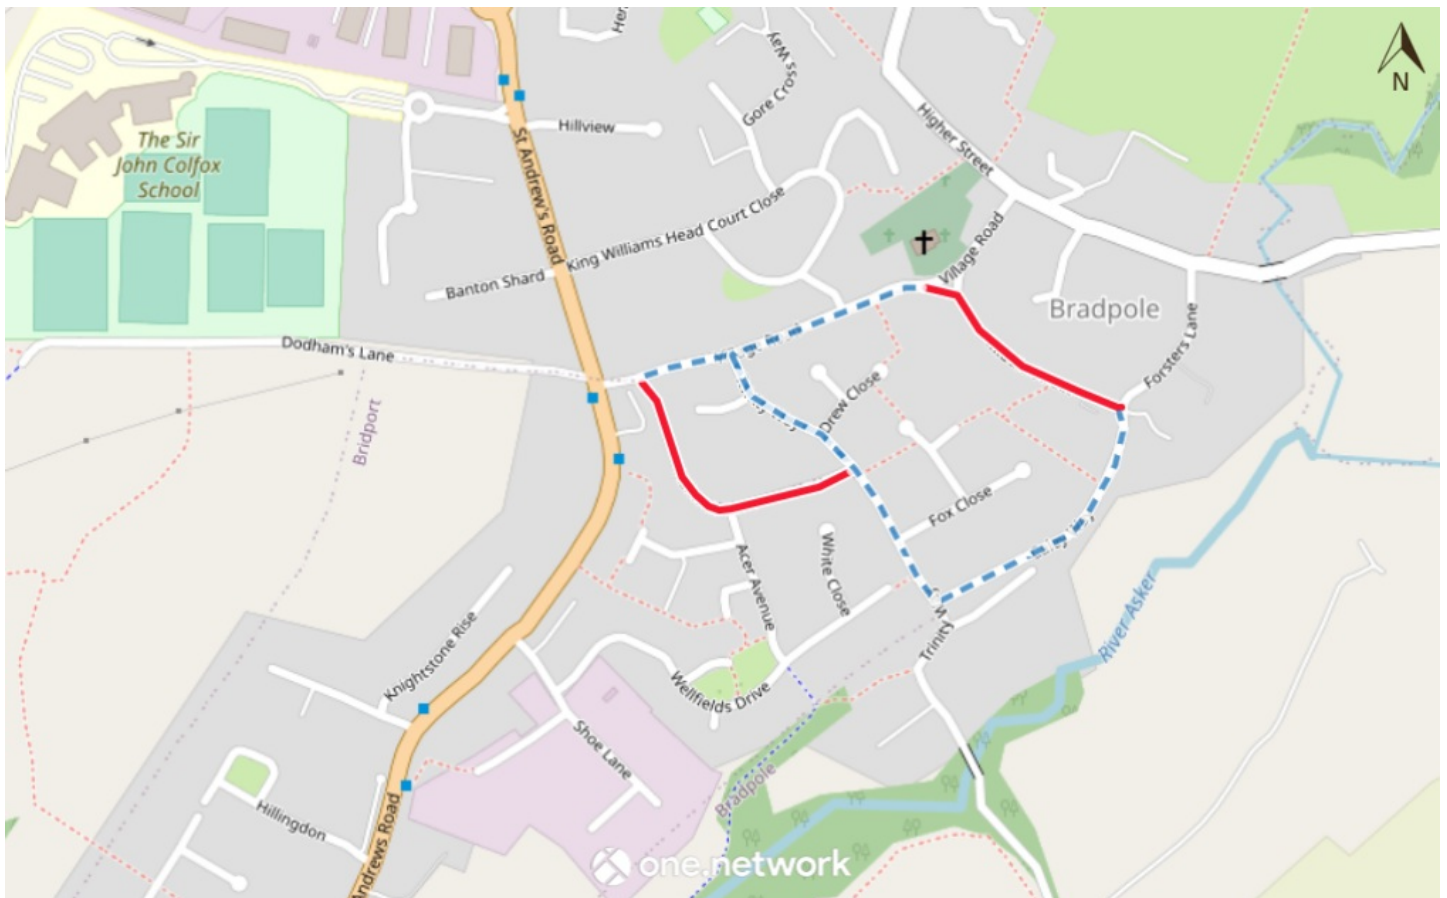 Her
Gore Cross Way
N
Higher Street
The Sir
John Colfox
School
Hillview
St Andrew's Road
King Williams Head Court Close
Banton Shard
Village Road
Bradpole
Forsters Lane
Dodham's Lane
Drew Close
Bridport
Fox Close
White Close
Acer Avenue
Trinity
River Asker
Knightstone Rise
Wellfields Drive
Shoe Lane
Bradpole
Hillingdon
Andrews Road
one.network